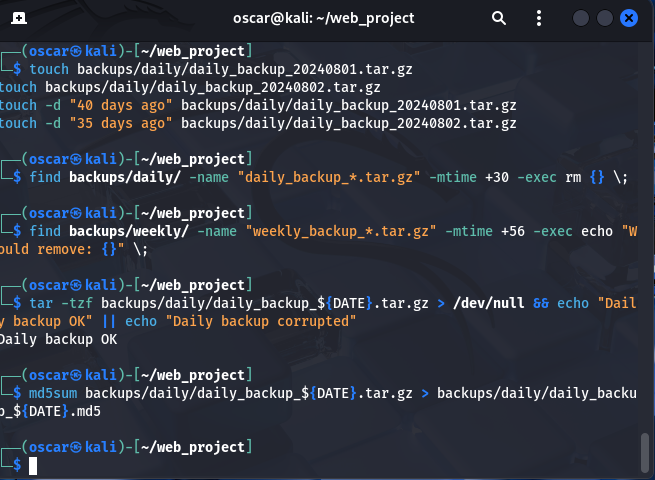 oscar@kali: ~/web_project
┌──(oscar㉿kali)-[~/web_project]
└─$ touch backups/daily/daily_backup_20240801.tar.gz
touch backups/daily/daily_backup_20240802.tar.gz
touch -d "40 days ago" backups/daily/daily_backup_20240801.tar.gz
touch -d "35 days ago" backups/daily/daily_backup_20240802.tar.gz
┌──(oscar㉿kali)-[~/web_project]
└─$ find backups/daily/ -name "daily_backup_*.tar.gz" -mtime +30 -exec rm {} \;
┌──(oscar㉿kali)-[~/web_project]
└─$ find backups/weekly/ -name "weekly_backup_*.tar.gz" -mtime +56 -exec echo "W
ould remove: {}" \;
┌──(oscar㉿kali)-[~/web_project]
└─$ tar -tzf backups/daily/daily_backup_${DATE}.tar.gz > /dev/null && echo "Dail
y backup OK" || echo "Daily backup corrupted"
Daily backup OK
┌──(oscar㉿kali)-[~/web_project]
└─$ md5sum backups/daily/daily_backup_${DATE}.tar.gz > backups/daily/daily_backu
p_${DATE}.md5
┌──(oscar㉿kali)-[~/web_project]
└─$